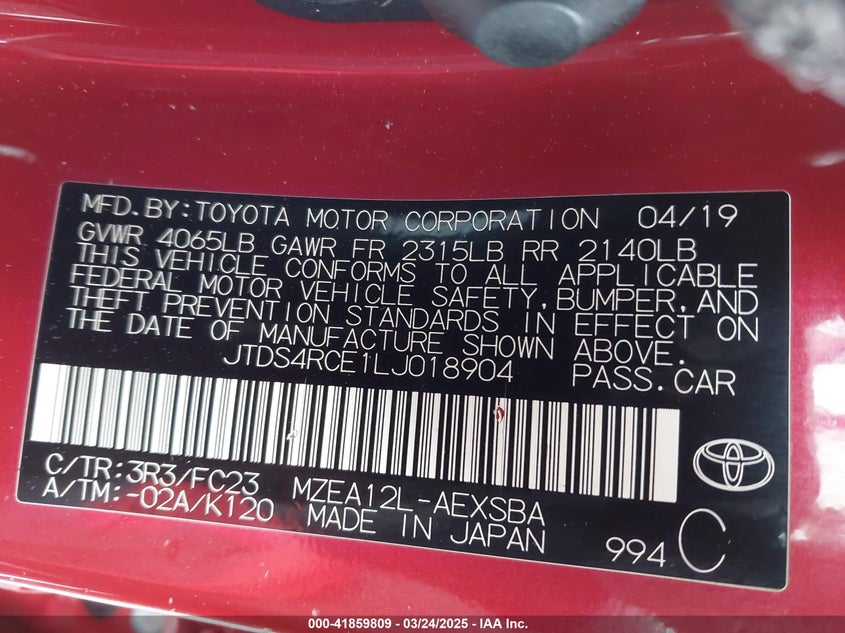 MFD.BY:TOYOTA MOTOR CORPORATION 04/19
GVWR 4065LB GAWR FR 2315LB RR 2140LB
THIS VEHICLE CONFORMS TO ALL APPLICABLE
FEDERAL MOTOR VEHICLE SAFETY,BUMPER,AND
THEFT PREVENTION STANDARDS IN EFFECT ON
THE DATE OF MANUFACTURE SHOWN ABOVE.
JTDS4RCE1LJ018904 PASS.CAR
C/TR:3R3/FC23 MZEA12L-AEXSBA
A/TM:-02A/K120 MADE IN JAPAN 994 C
000-41859809 - 03/24/2025 - IAA Inc.